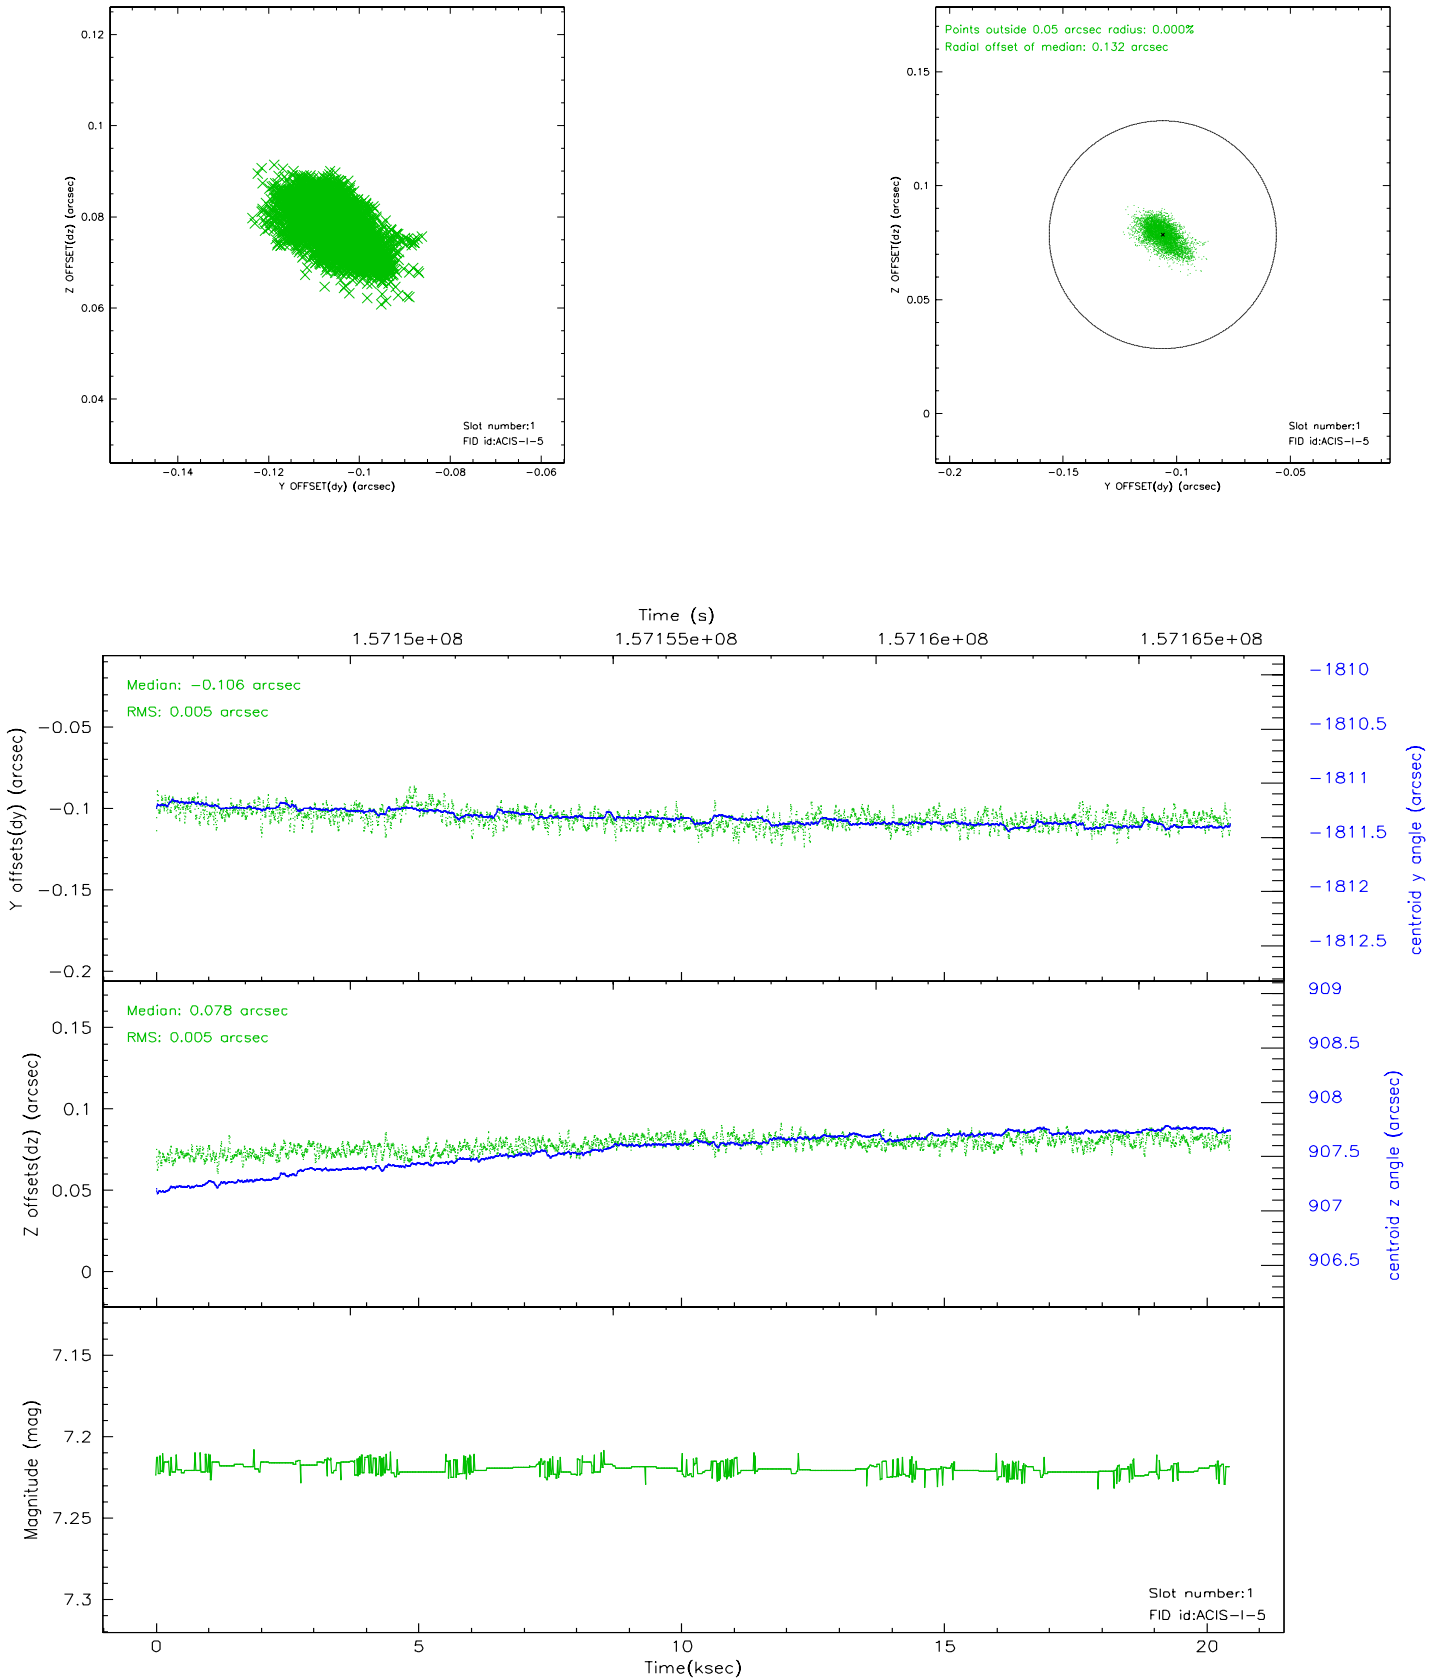 0.12
0.1
0.08
0.06
0.04
Z OFFSET(dz) (arcsec)
Slot number:1
FID id:ACIS-I-5
-0.14
-0.12
-0.1
-0.08
-0.06
Y OFFSET(dy) (arcsec)
Points outside 0.05 arcsec radius: 0.000%
Radial offset of median: 0.132 arcsec
0.15
0.1
0.05
0
Z OFFSET(dz) (arcsec)
Slot number:1
FID id:ACIS-I-5
-0.2
-0.15
-0.1
-0.05
Y OFFSET(dy) (arcsec)
Time (s)
1.5715e+08
1.57155e+08
1.5716e+08
1.57165e+08
Median: -0.106 arcsec
RMS: 0.005 arcsec
-0.05
-0.1
-0.15
-0.2
Y offsets(dy) (arcsec)
-1810
-1810.5
-1811
-1811.5
-1812
-1812.5
centroid y angle (arcsec)
Median: 0.078 arcsec
RMS: 0.005 arcsec
0.15
0.1
0.05
0
Z offsets(dz) (arcsec)
909
908.5
908
907.5
907
906.5
centroid z angle (arcsec)
7.15
7.2
7.25
7.3
Magnitude (mag)
Slot number:1
FID id:ACIS-I-5
0
5
10
15
20
Time(ksec)